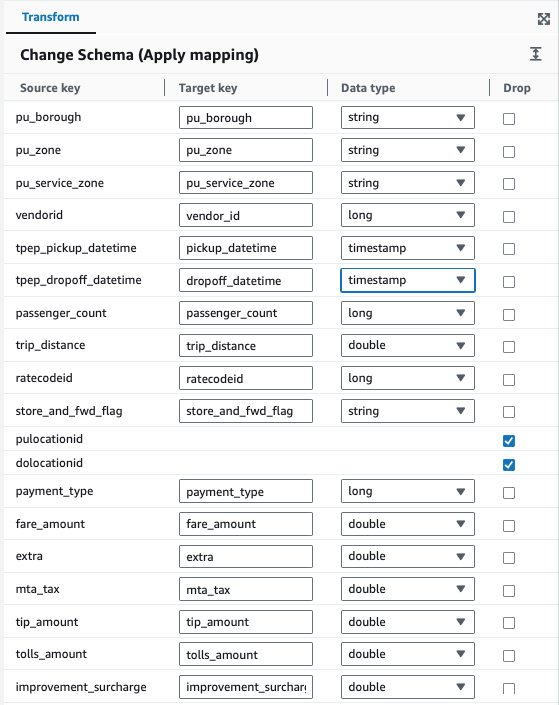 Transform
Change Schema (Apply mapping)
Source key Target key Data type Drop
pu_borough pu_borough string
pu_zone pu_zone string
pu_service_zone pu_service_zone string
vendorid vendor_id long
tpep_pickup_datetime pickup_datetime timestamp
tpep_dropoff_datetime dropoff_datetime timestamp
passenger_count passenger_count long
trip_distance trip_distance double
ratecodeid ratecodeid long
store_and_fwd_flag store_and_fwd_flag string
pulocationid
dolocationid
payment_type payment_type long
fare_amount fare_amount double
extra extra double
mta_tax mta_tax double
tip_amount tip_amount double
tolls_amount tolls_amount double
improvement_surcharge improvement_surchar double